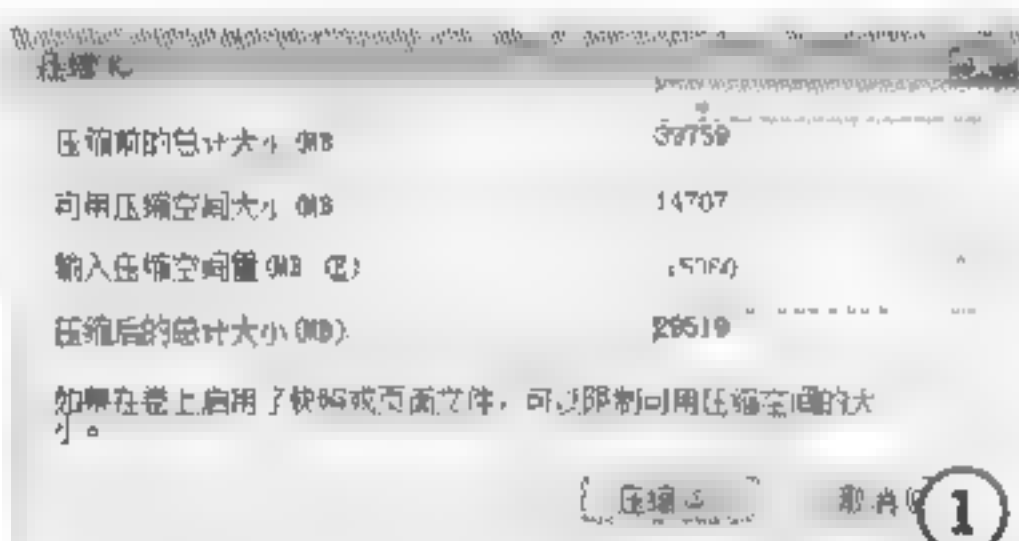 压缩
压缩前的总计大小(MB
可用压缩空间大小(MB
输入压缩空间量(MB (E)
压缩后的总计大小(MB)
14707
29519
如果在卷上启用了快照或页面文件，可以限制可用压缩空间的大
小。
压缩
取消
1